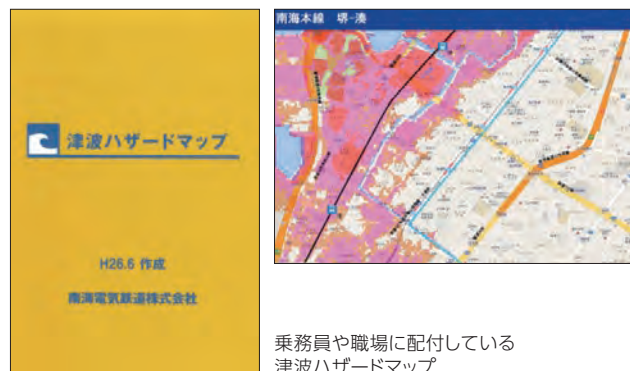 津波ハザードマップ
H26.6 作成
南海電気鉄道株式会社
南海本線 堺-湊
乗務員や職場に配付している
津波ハザードマップ